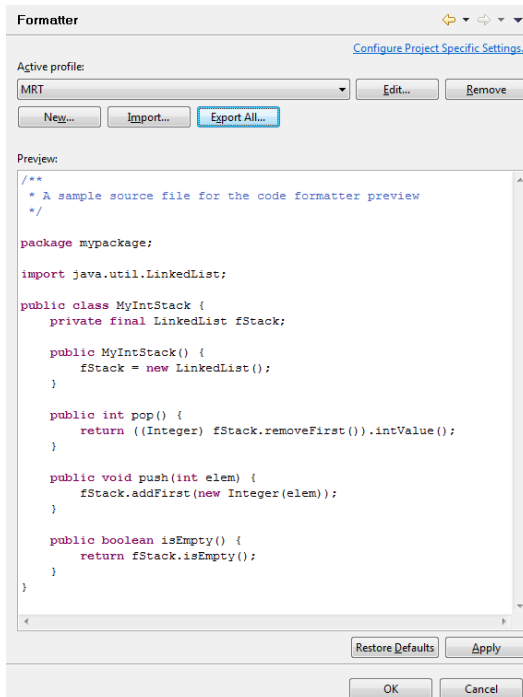 Formatter
Configure Project Specific Settings.
Active profile:
MRT
Edit...
Remove
New...
Import...
Export All...
Preview:
/**
 * A sample source file for the code formatter preview
 */
package mypackage;
import java.util.LinkedList;
public class MyIntStack {
    private final LinkedList fStack;
    public MyIntStack() {
        fStack = new LinkedList();
    }
    public int pop() {
        return ((Integer) fStack.removeFirst()).intValue();
    }
    public void push(int elem) {
        fStack.addFirst(new Integer(elem));
    }
    public boolean isEmpty() {
        return fStack.isEmpty();
    }
}
Restore Defaults
Apply
OK
Cancel